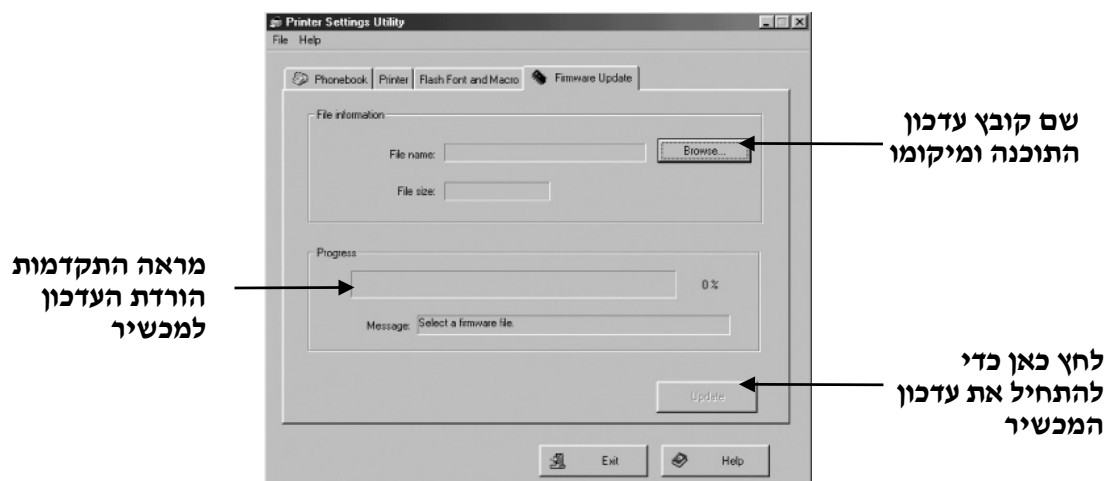 Printer Settings Utility
File Help
Phonebook Printer Flash Font and Macro Firmware Update
File information
File name: Browse...
File size:
שם קובץ עדכון
התוכנה ומיקומו
Progress
0 %
Message: Select a firmware file.
מראה התקדמות
הורדת העדכון
למכשיר
Update
לחץ כאן כדי
להתחיל את עדכון
המכשיר
Exit Help